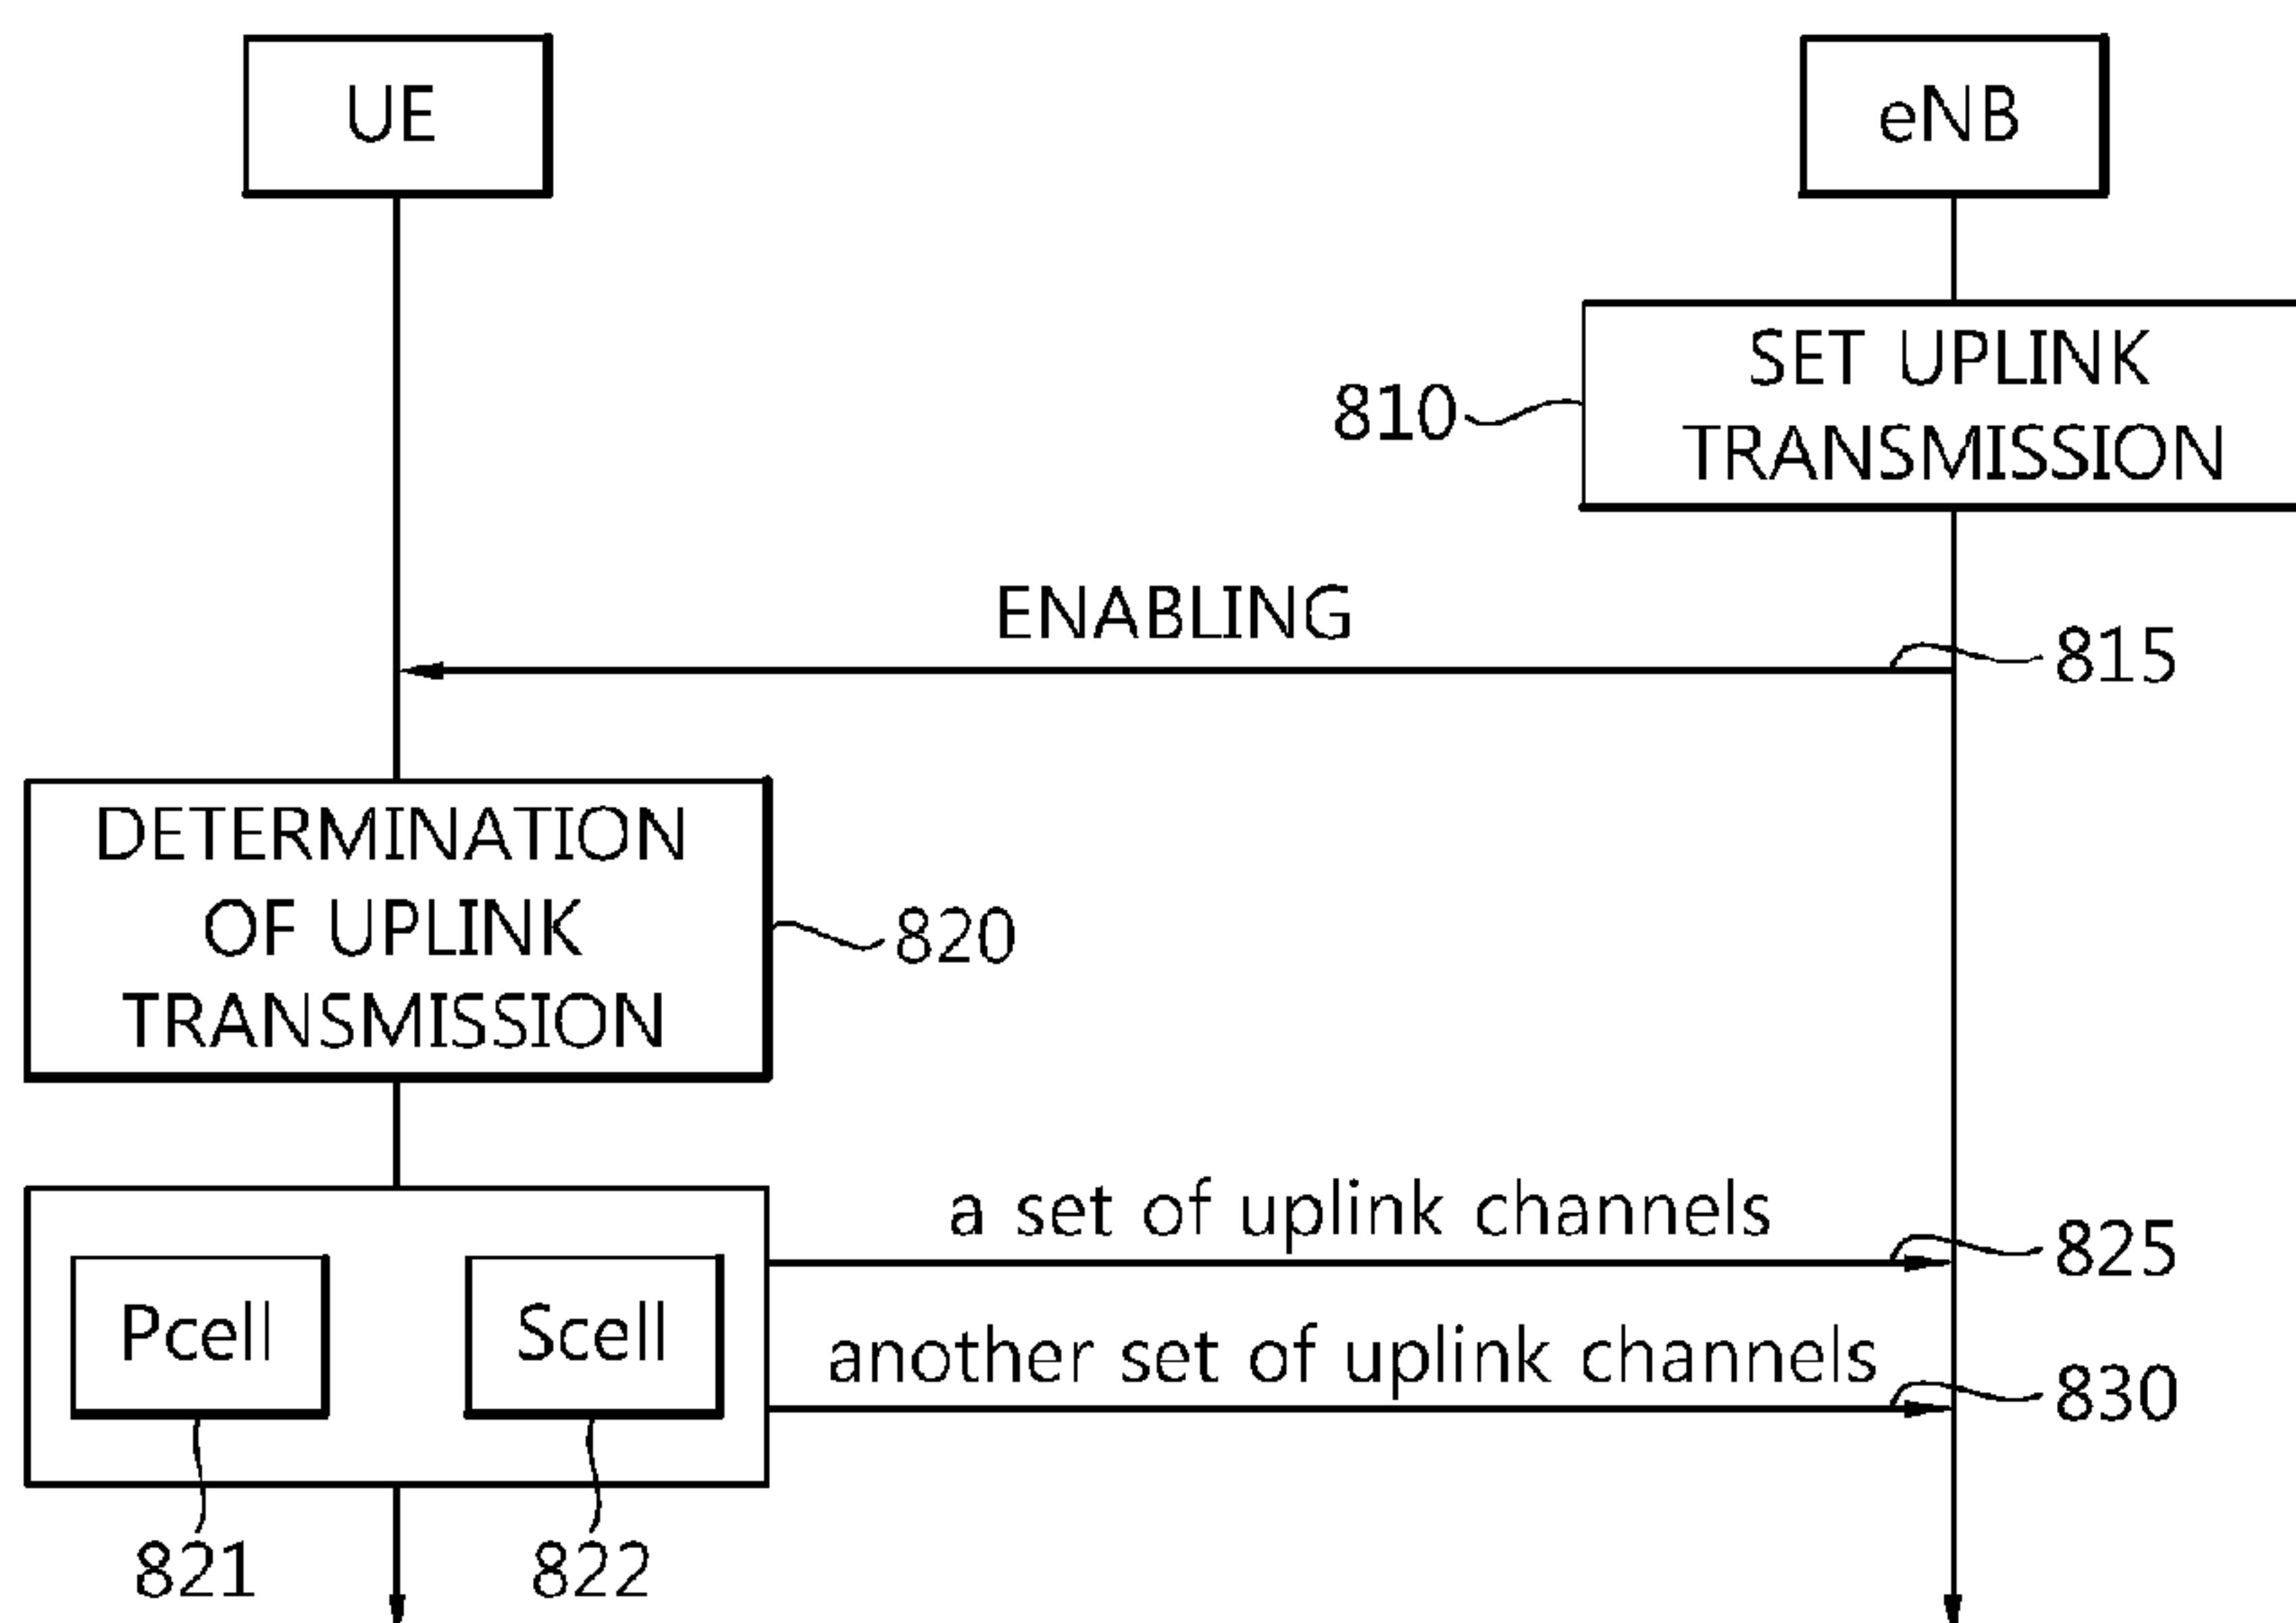 UE
eNB
SET UPLINK
TRANSMISSION
810
ENABLING
815
DETERMINATION
OF UPLINK
TRANSMISSION
820
a set of uplink channels
825
Pcell
Scell
another set of uplink channels
830
821
822